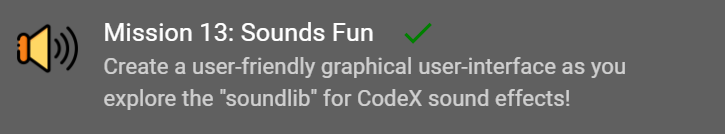 Mission 13: Sounds Fun
Create a user-friendly graphical user-interface as you
explore the "soundlib" for CodeX sound effects!